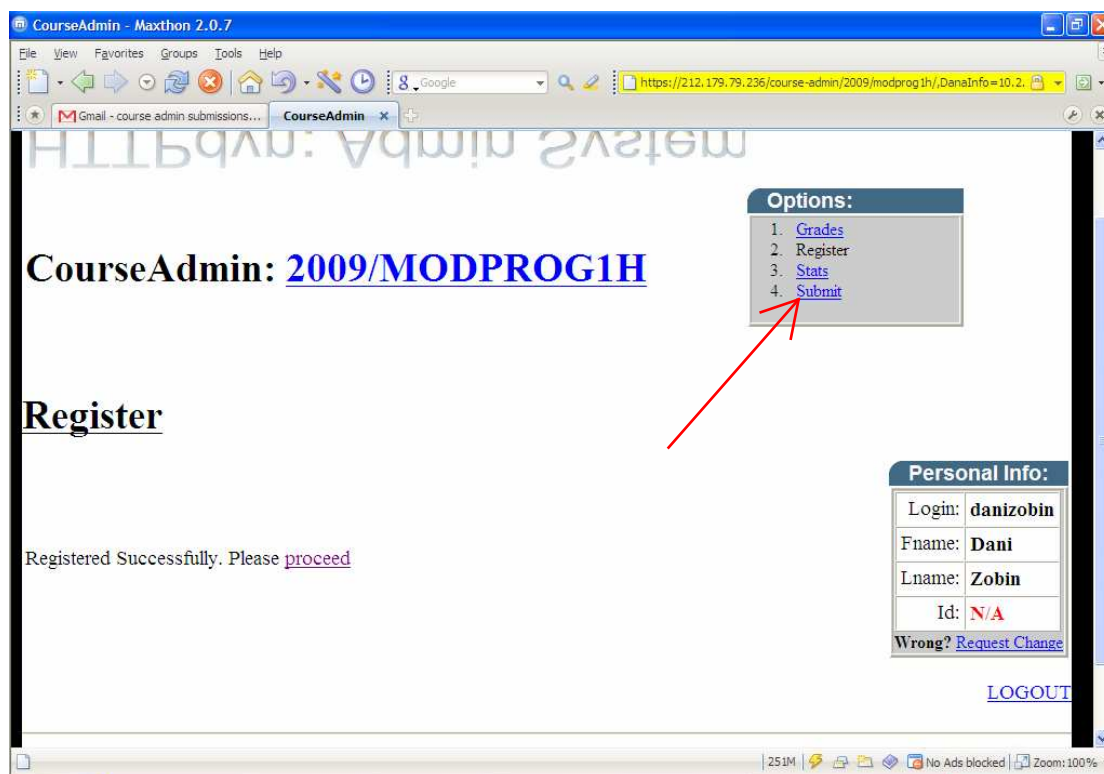 CourseAdmin - Maxthon 2.0.7
File View Favorites Groups Tools Help
Google
https://212.179.79.236/course-admin/2009/modprog1h/,DanaInfo=10.2.
Gmail - course admin submissions...
CourseAdmin
HTTPdyn: Admin System
Options:
1. Grades
2. Register
3. Stats
4. Submit
CourseAdmin: 2009/MODPROG1H
Register
Registered Successfully. Please proceed
Personal Info:
Login: danizobin
Fname: Dani
Lname: Zobin
Id: N/A
Wrong? Request Change
LOGOUT
251M
No Ads blocked
Zoom:100%